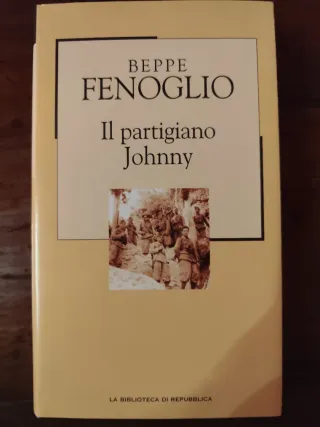 BEPPE
FENOGLIO
Il partigiano
Johnny
LA BIBLIOTECA DI REPUBBLICA